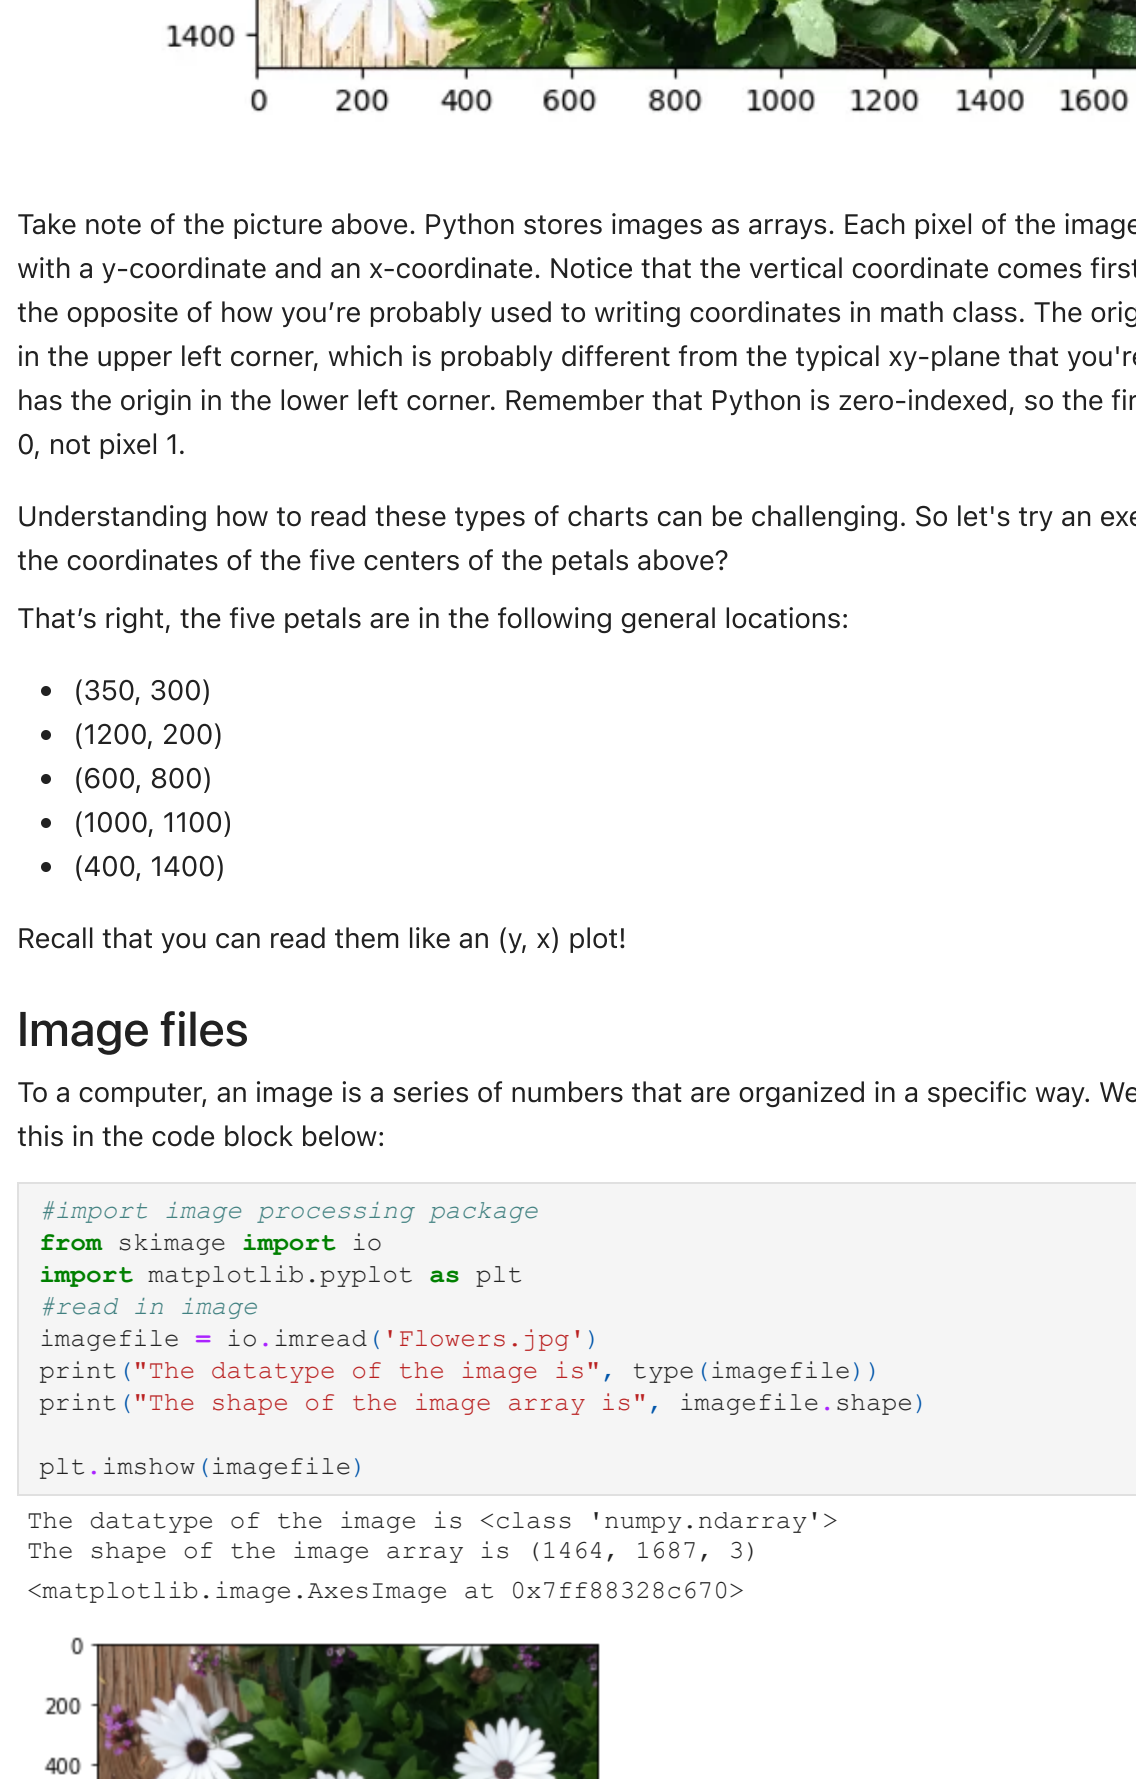 1400
0 200 400 600 800 1000 1200 1400 1600
Take note of the picture above. Python stores images as arrays. Each pixel of the image
with a y-coordinate and an x-coordinate. Notice that the vertical coordinate comes first
the opposite of how you’re probably used to writing coordinates in math class. The orig
in the upper left corner, which is probably different from the typical xy-plane that you're
has the origin in the lower left corner. Remember that Python is zero-indexed, so the fir
0, not pixel 1.
Understanding how to read these types of charts can be challenging. So let's try an exe
the coordinates of the five centers of the petals above?
That’s right, the five petals are in the following general locations:
• (350, 300)
• (1200, 200)
• (600, 800)
• (1000, 1100)
• (400, 1400)
Recall that you can read them like an (y, x) plot!
Image files
To a computer, an image is a series of numbers that are organized in a specific way. We
this in the code block below:
#import image processing package
from skimage import io
import matplotlib.pyplot as plt
#read in image
imagefile = io.imread('Flowers.jpg')
print("The datatype of the image is", type(imagefile))
print("The shape of the image array is", imagefile.shape)
plt.imshow(imagefile)
The datatype of the image is <class 'numpy.ndarray'>
The shape of the image array is (1464, 1687, 3)
<matplotlib.image.AxesImage at 0x7ff88328c670>
0
200
400